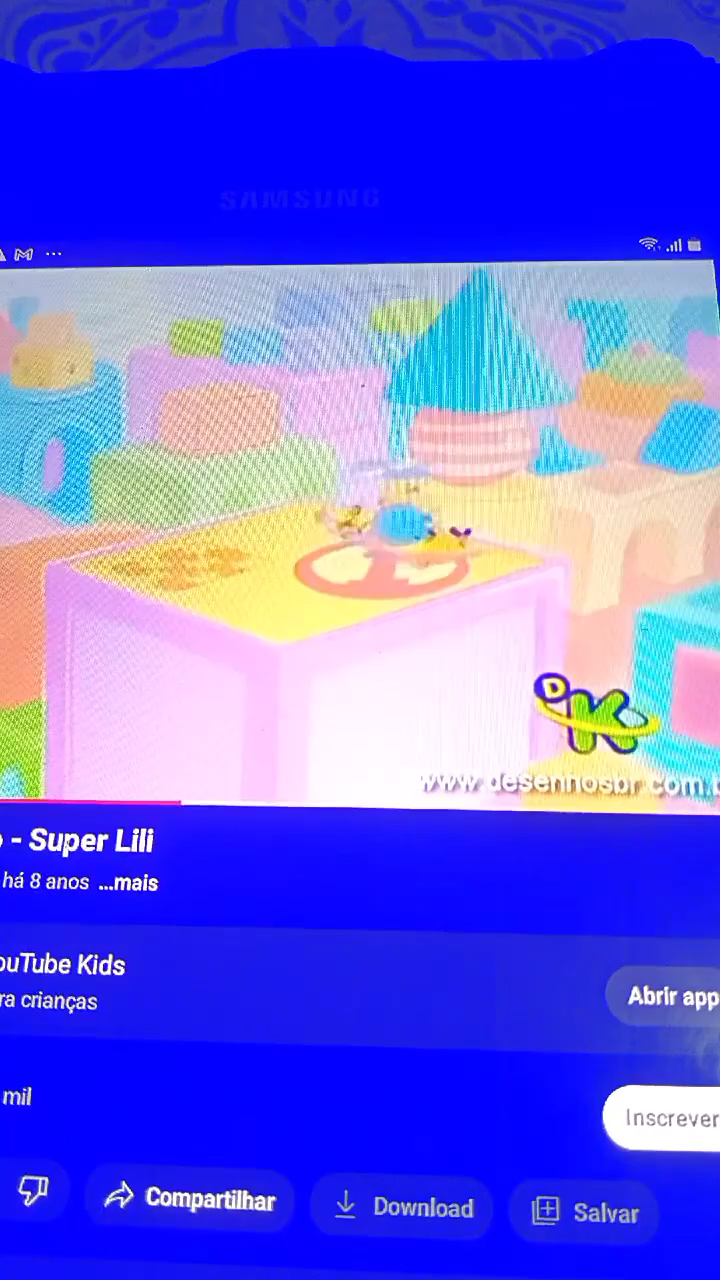 SAMSUNG
DK
www.desenhosbr.com.b
- Super Lili
há 8 anos ...mais
ouTube Kids
ra crianças
Abrir app
mil
Inscrever
Compartilhar
Download
Salvar